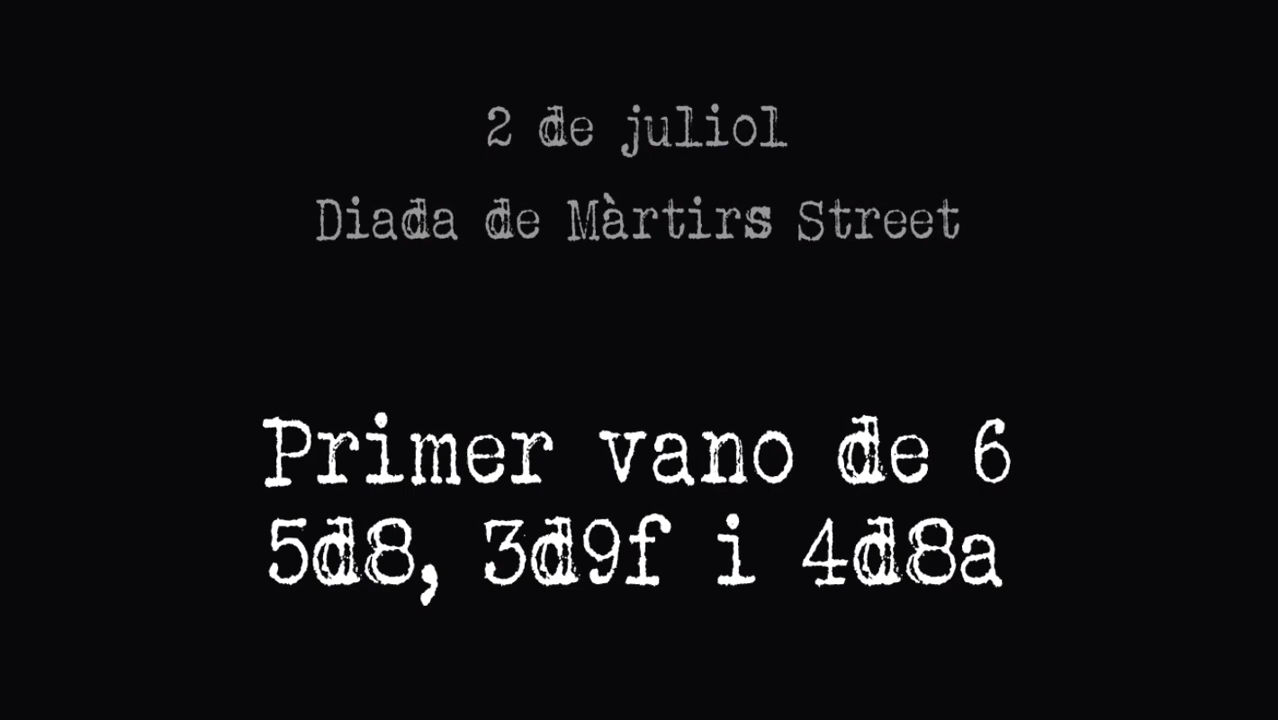 2 de juliol
Diada de Màrtirs Street
Primer vano de 6
5d8, 3d9f i 4d8a